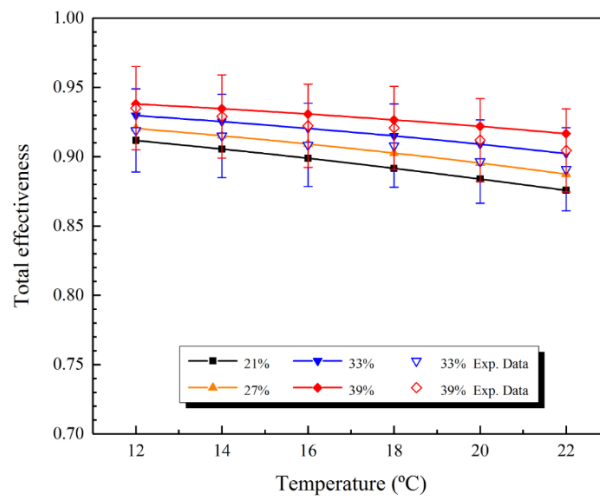 1.00
0.95
0.90
0.85
0.80
0.75
0.70
Total effectiveness
21% 33% 33% Exp. Data
27% 39% 39% Exp. Data
12 14 16 18 20 22
Temperature (ºC)